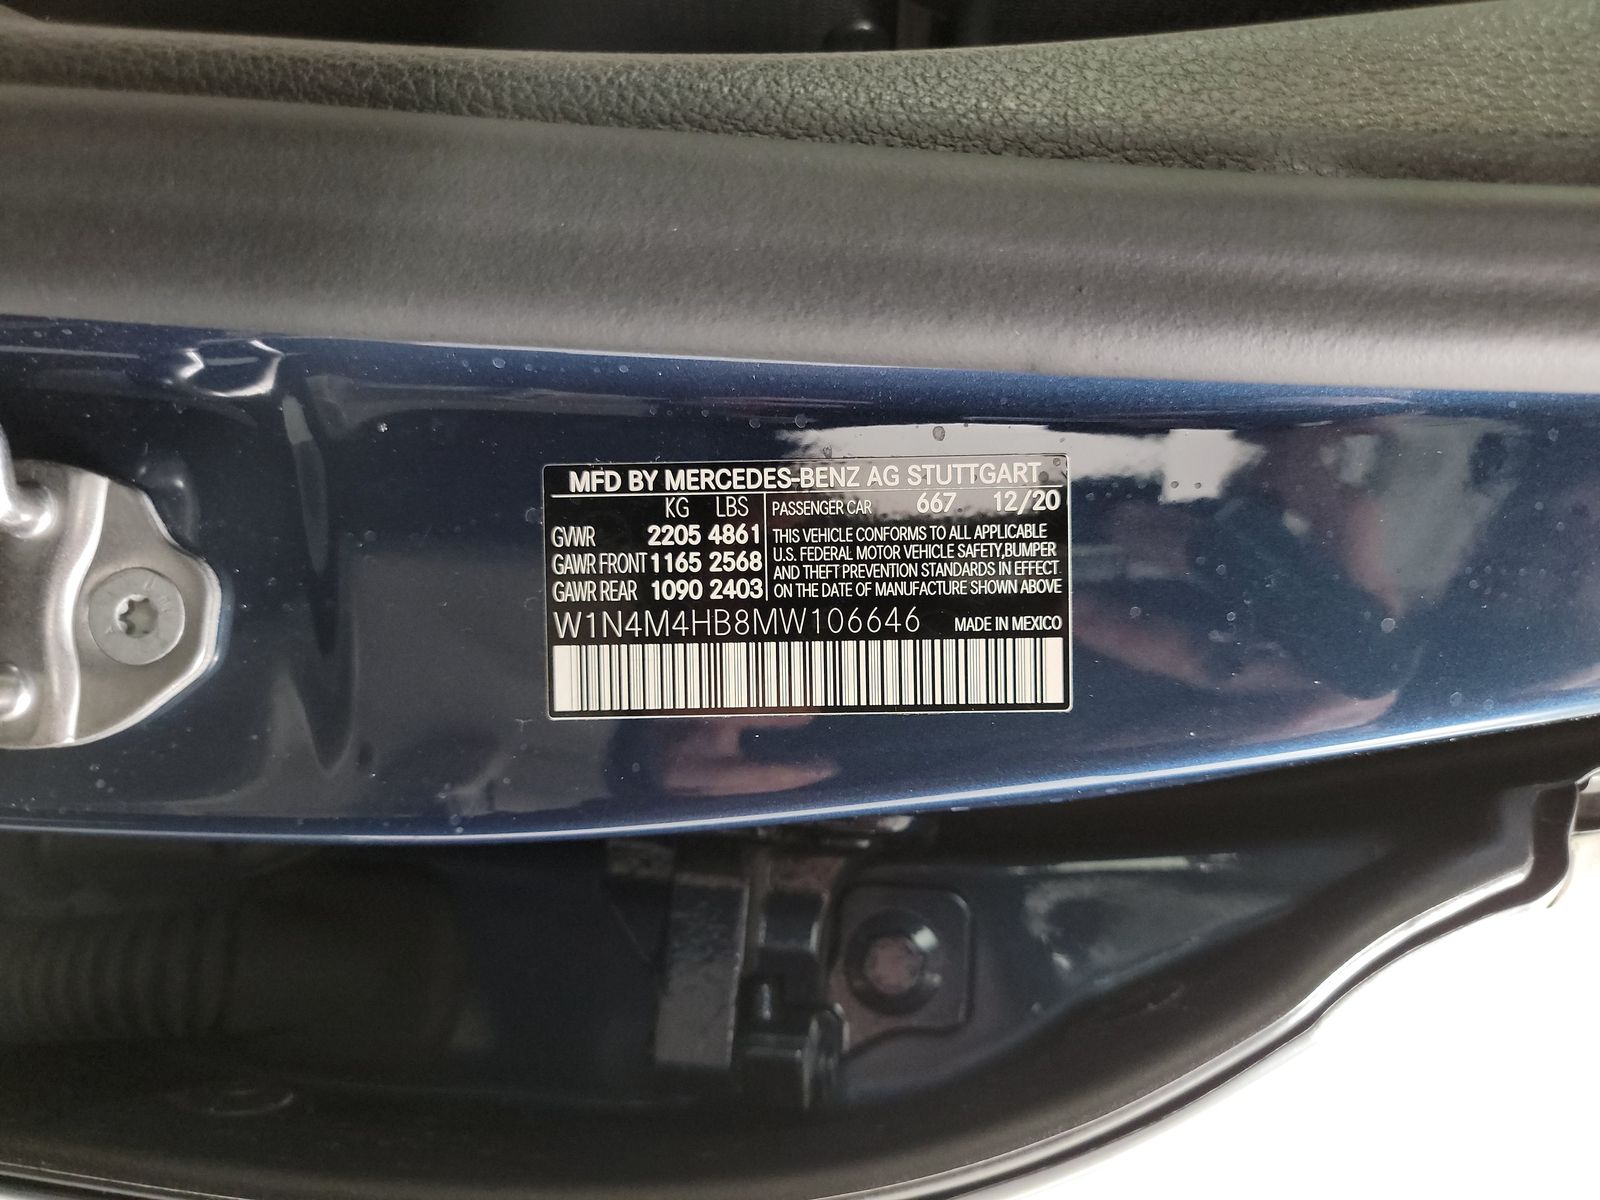 MFD BY MERCEDES-BENZ AG STUTTGART
KG LBS
GVWR 2205 4861
GAWR FRONT 1165 2568
GAWR REAR 1090 2403
PASSENGER CAR 667 12/20
THIS VEHICLE CONFORMS TO ALL APPLICABLE
U.S. FEDERAL MOTOR VEHICLE SAFETY,BUMPER
AND THEFT PREVENTION STANDARDS IN EFFECT
ON THE DATE OF MANUFACTURE SHOWN ABOVE
W1N4M4HB8MW106646 MADE IN MEXICO